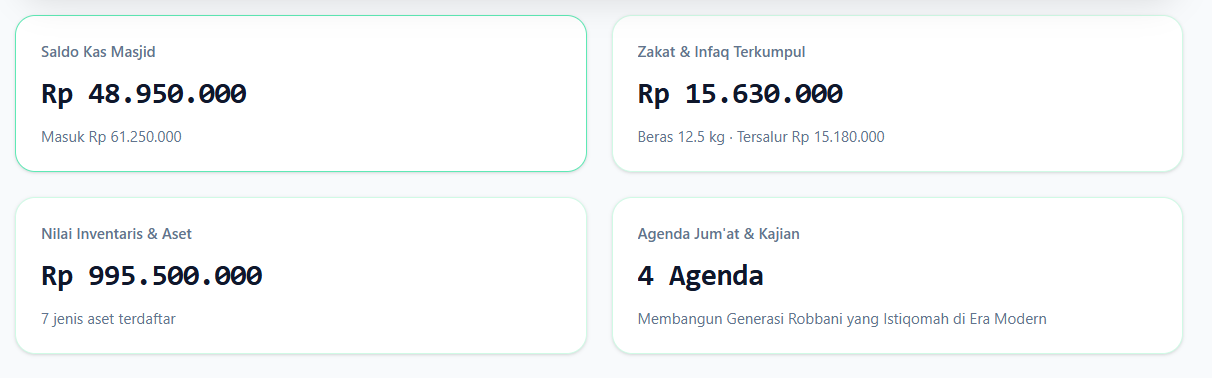 Saldo Kas Masjid
Rp 48.950.000
Masuk Rp 61.250.000
Zakat & Infaq Terkumpul
Rp 15.630.000
Beras 12.5 kg · Tersalur Rp 15.180.000
Nilai Inventaris & Aset
Rp 995.500.000
7 jenis aset terdaftar
Agenda Jum'at & Kajian
4 Agenda
Membangun Generasi Robbani yang Istiqomah di Era Modern